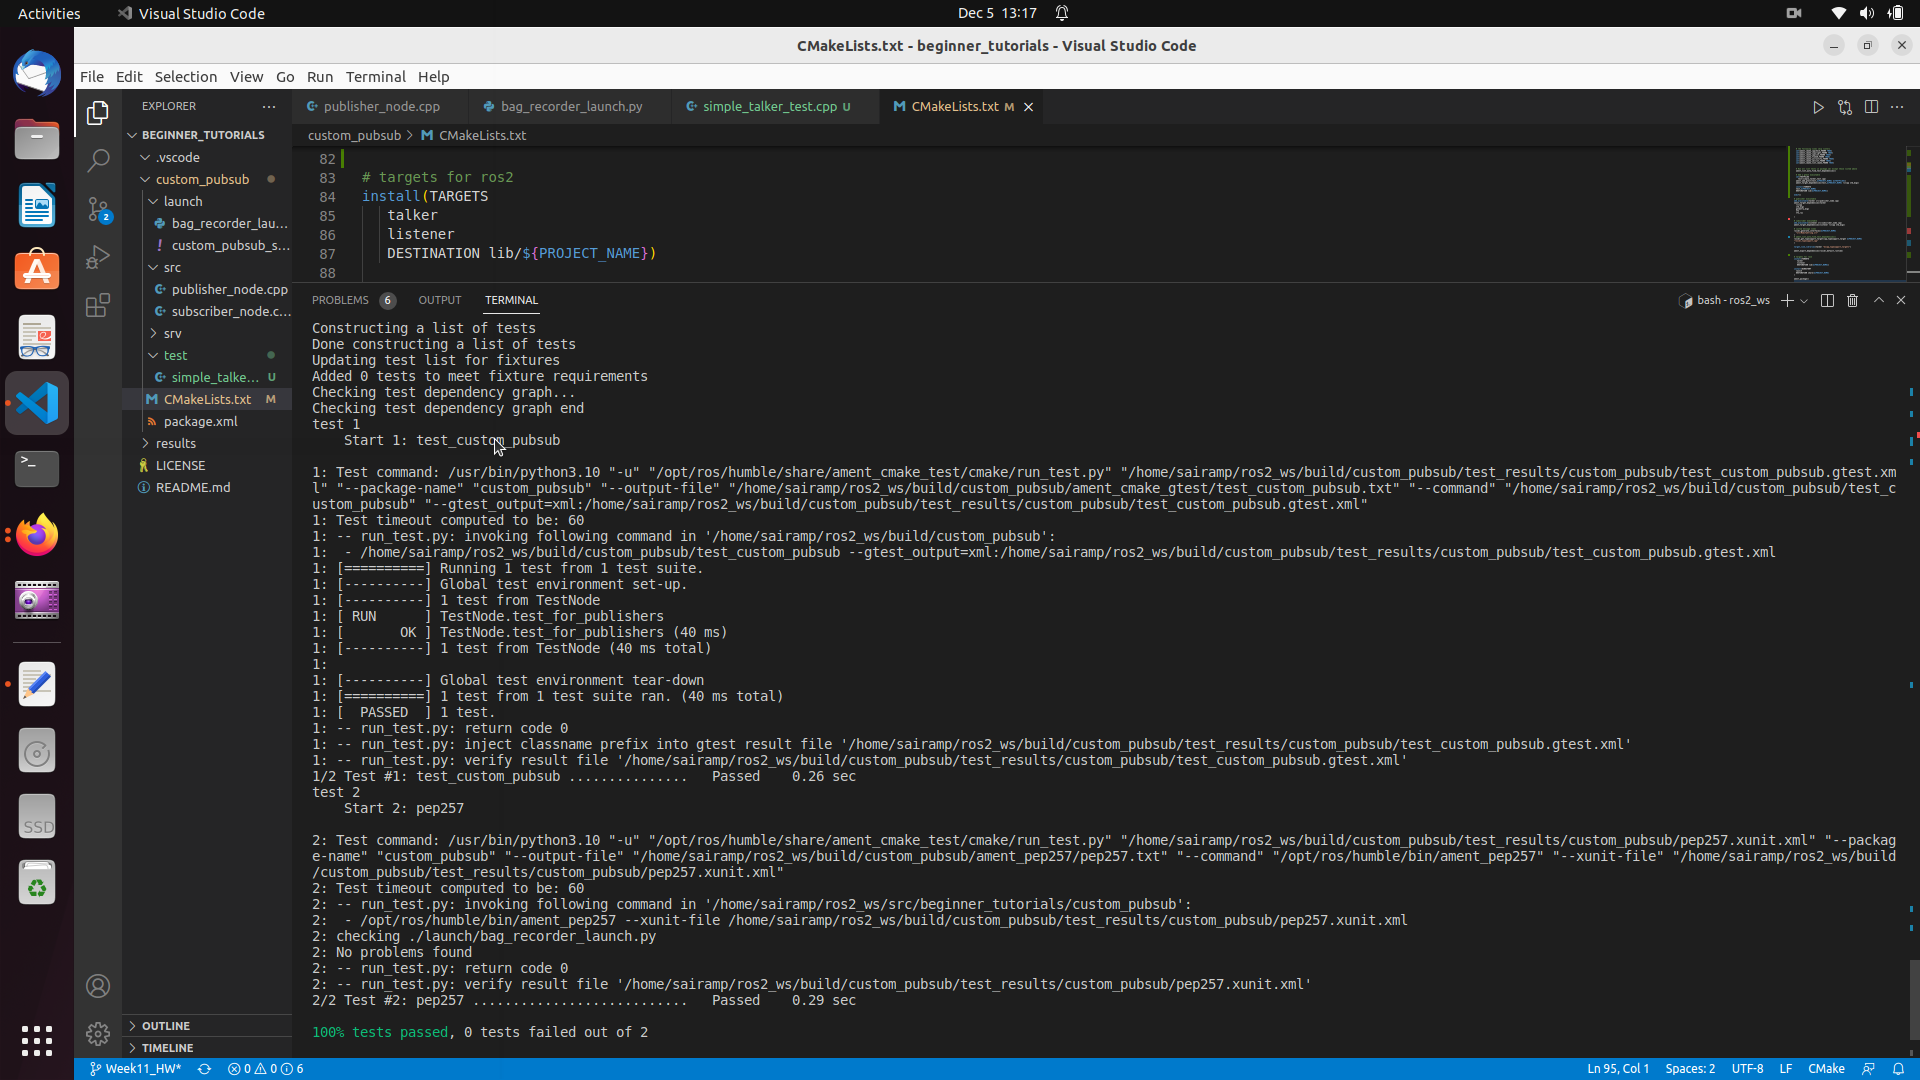 Activities
Visual Studio Code
Dec 5 13:17
CMakeLists.txt - beginner_tutorials - Visual Studio Code
File Edit Selection View Go Run Terminal Help
EXPLORER
BEGINNER_TUTORIALS
.vscode
custom_pubsub
launch
bag_recorder_lau...
custom_pubsub_s...
src
publisher_node.cpp
subscriber_node.c...
srv
test
simple_talke... U
CMakeLists.txt M
package.xml
results
LICENSE
README.md
OUTLINE
TIMELINE
publisher_node.cpp
bag_recorder_launch.py
simple_talker_test.cpp U
CMakeLists.txt M
custom_pubsub > CMakeLists.txt
82
83 # targets for ros2
84 install(TARGETS
85 talker
86 listener
87 DESTINATION lib/${PROJECT_NAME})
88
PROBLEMS 6 OUTPUT TERMINAL
bash - ros2_ws
Constructing a list of tests
Done constructing a list of tests
Updating test list for fixtures
Added 0 tests to meet fixture requirements
Checking test dependency graph...
Checking test dependency graph end
test 1
Start 1: test_custom_pubsub
1: Test command: /usr/bin/python3.10 "-u" "/opt/ros/humble/share/ament_cmake_test/cmake/run_test.py" "/home/sairamp/ros2_ws/build/custom_pubsub/test_results/custom_pubsub/test_custom_pubsub.gtest.xm
l" "--package-name" "custom_pubsub" "--output-file" "/home/sairamp/ros2_ws/build/custom_pubsub/ament_cmake_gtest/test_custom_pubsub.txt" "--command" "/home/sairamp/ros2_ws/build/custom_pubsub/test_c
ustom_pubsub" "--gtest_output=xml:/home/sairamp/ros2_ws/build/custom_pubsub/test_results/custom_pubsub/test_custom_pubsub.gtest.xml"
1: Test timeout computed to be: 60
1: -- run_test.py: invoking following command in '/home/sairamp/ros2_ws/build/custom_pubsub':
1:  - /home/sairamp/ros2_ws/build/custom_pubsub/test_custom_pubsub --gtest_output=xml:/home/sairamp/ros2_ws/build/custom_pubsub/test_results/custom_pubsub/test_custom_pubsub.gtest.xml
1: [==========] Running 1 test from 1 test suite.
1: [----------] Global test environment set-up.
1: [----------] 1 test from TestNode
1: [ RUN      ] TestNode.test_for_publishers
1: [       OK ] TestNode.test_for_publishers (40 ms)
1: [----------] 1 test from TestNode (40 ms total)
1:
1: [----------] Global test environment tear-down
1: [==========] 1 test from 1 test suite ran. (40 ms total)
1: [  PASSED  ] 1 test.
1: -- run_test.py: return code 0
1: -- run_test.py: inject classname prefix into gtest result file '/home/sairamp/ros2_ws/build/custom_pubsub/test_results/custom_pubsub/test_custom_pubsub.gtest.xml'
1: -- run_test.py: verify result file '/home/sairamp/ros2_ws/build/custom_pubsub/test_results/custom_pubsub/test_custom_pubsub.gtest.xml'
1/2 Test #1: test_custom_pubsub ...............   Passed    0.26 sec
test 2
Start 2: pep257
2: Test command: /usr/bin/python3.10 "-u" "/opt/ros/humble/share/ament_cmake_test/cmake/run_test.py" "/home/sairamp/ros2_ws/build/custom_pubsub/test_results/custom_pubsub/pep257.xunit.xml" "--packag
e-name" "custom_pubsub" "--output-file" "/home/sairamp/ros2_ws/build/custom_pubsub/ament_pep257/pep257.txt" "--command" "/opt/ros/humble/bin/ament_pep257" "--xunit-file" "/home/sairamp/ros2_ws/build
/custom_pubsub/test_results/custom_pubsub/pep257.xunit.xml"
2: Test timeout computed to be: 60
2: -- run_test.py: invoking following command in '/home/sairamp/ros2_ws/src/beginner_tutorials/custom_pubsub':
2:  - /opt/ros/humble/bin/ament_pep257 --xunit-file /home/sairamp/ros2_ws/build/custom_pubsub/test_results/custom_pubsub/pep257.xunit.xml
2: checking ./launch/bag_recorder_launch.py
2: No problems found
2: -- run_test.py: return code 0
2: -- run_test.py: verify result file '/home/sairamp/ros2_ws/build/custom_pubsub/test_results/custom_pubsub/pep257.xunit.xml'
2/2 Test #2: pep257 ...........................   Passed    0.29 sec
100% tests passed, 0 tests failed out of 2
Week11_HW* 0 0 6
Ln 95, Col 1 Spaces: 2 UTF-8 LF CMake
2
SSD